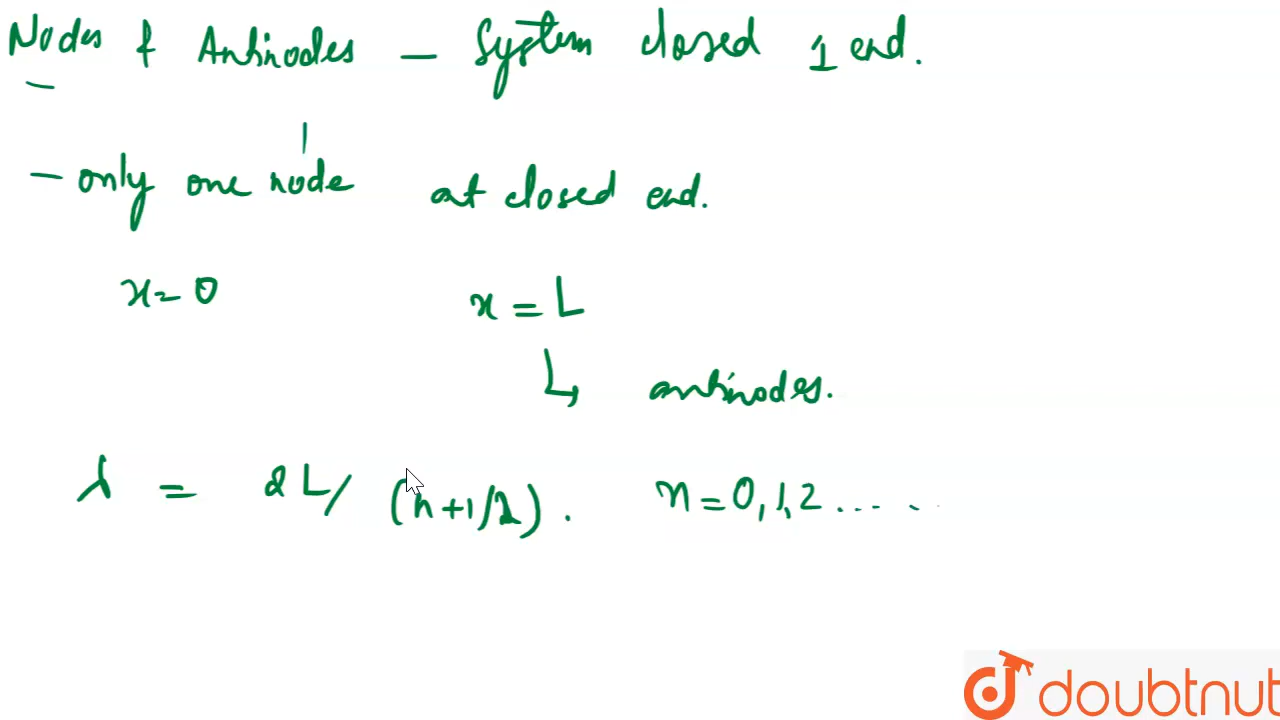 Nodes & Antinodes — System closed 1 end.
- only one node at closed end.
x = 0 x = L
↳ antinodes.
λ = 2L/(n+1/2). n = 0, 1, 2 ......
doubtnut